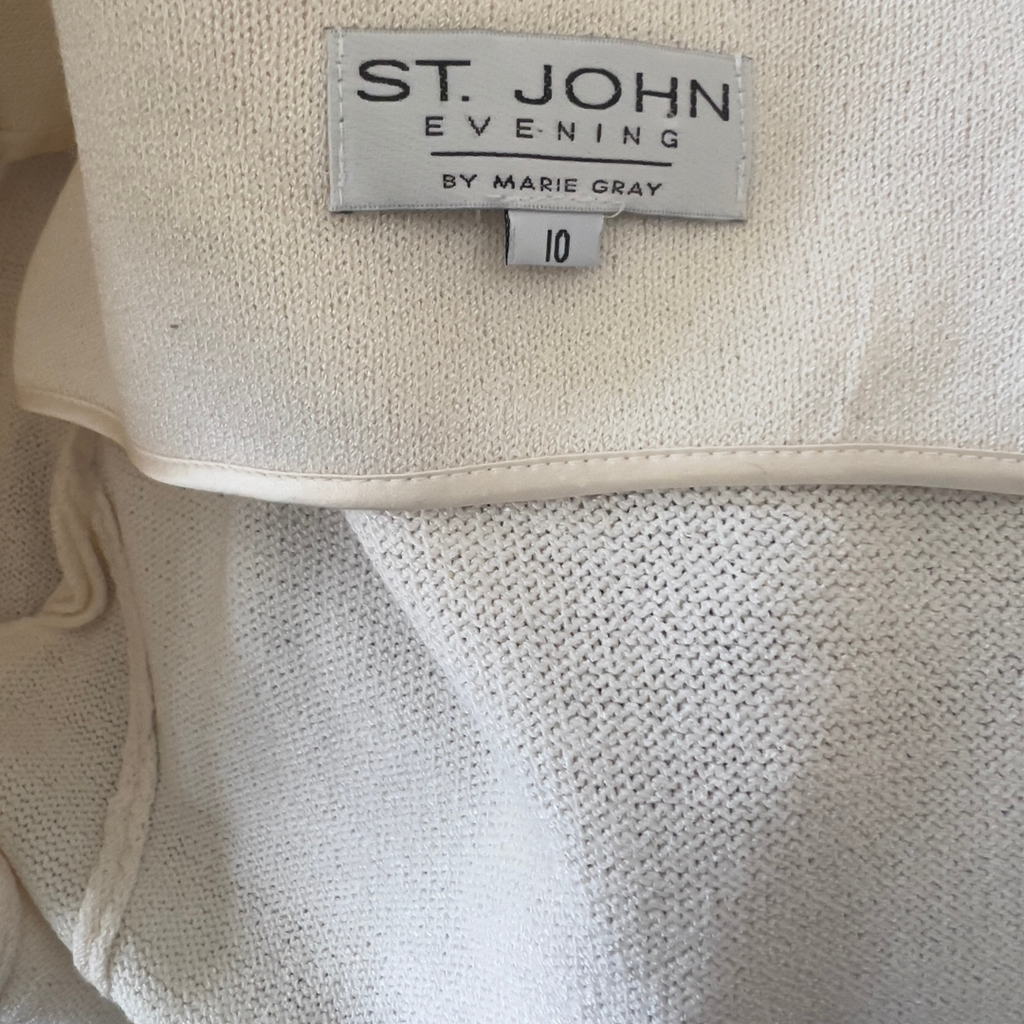 ST. JOHN
EVENING
BY MARIE GRAY
10